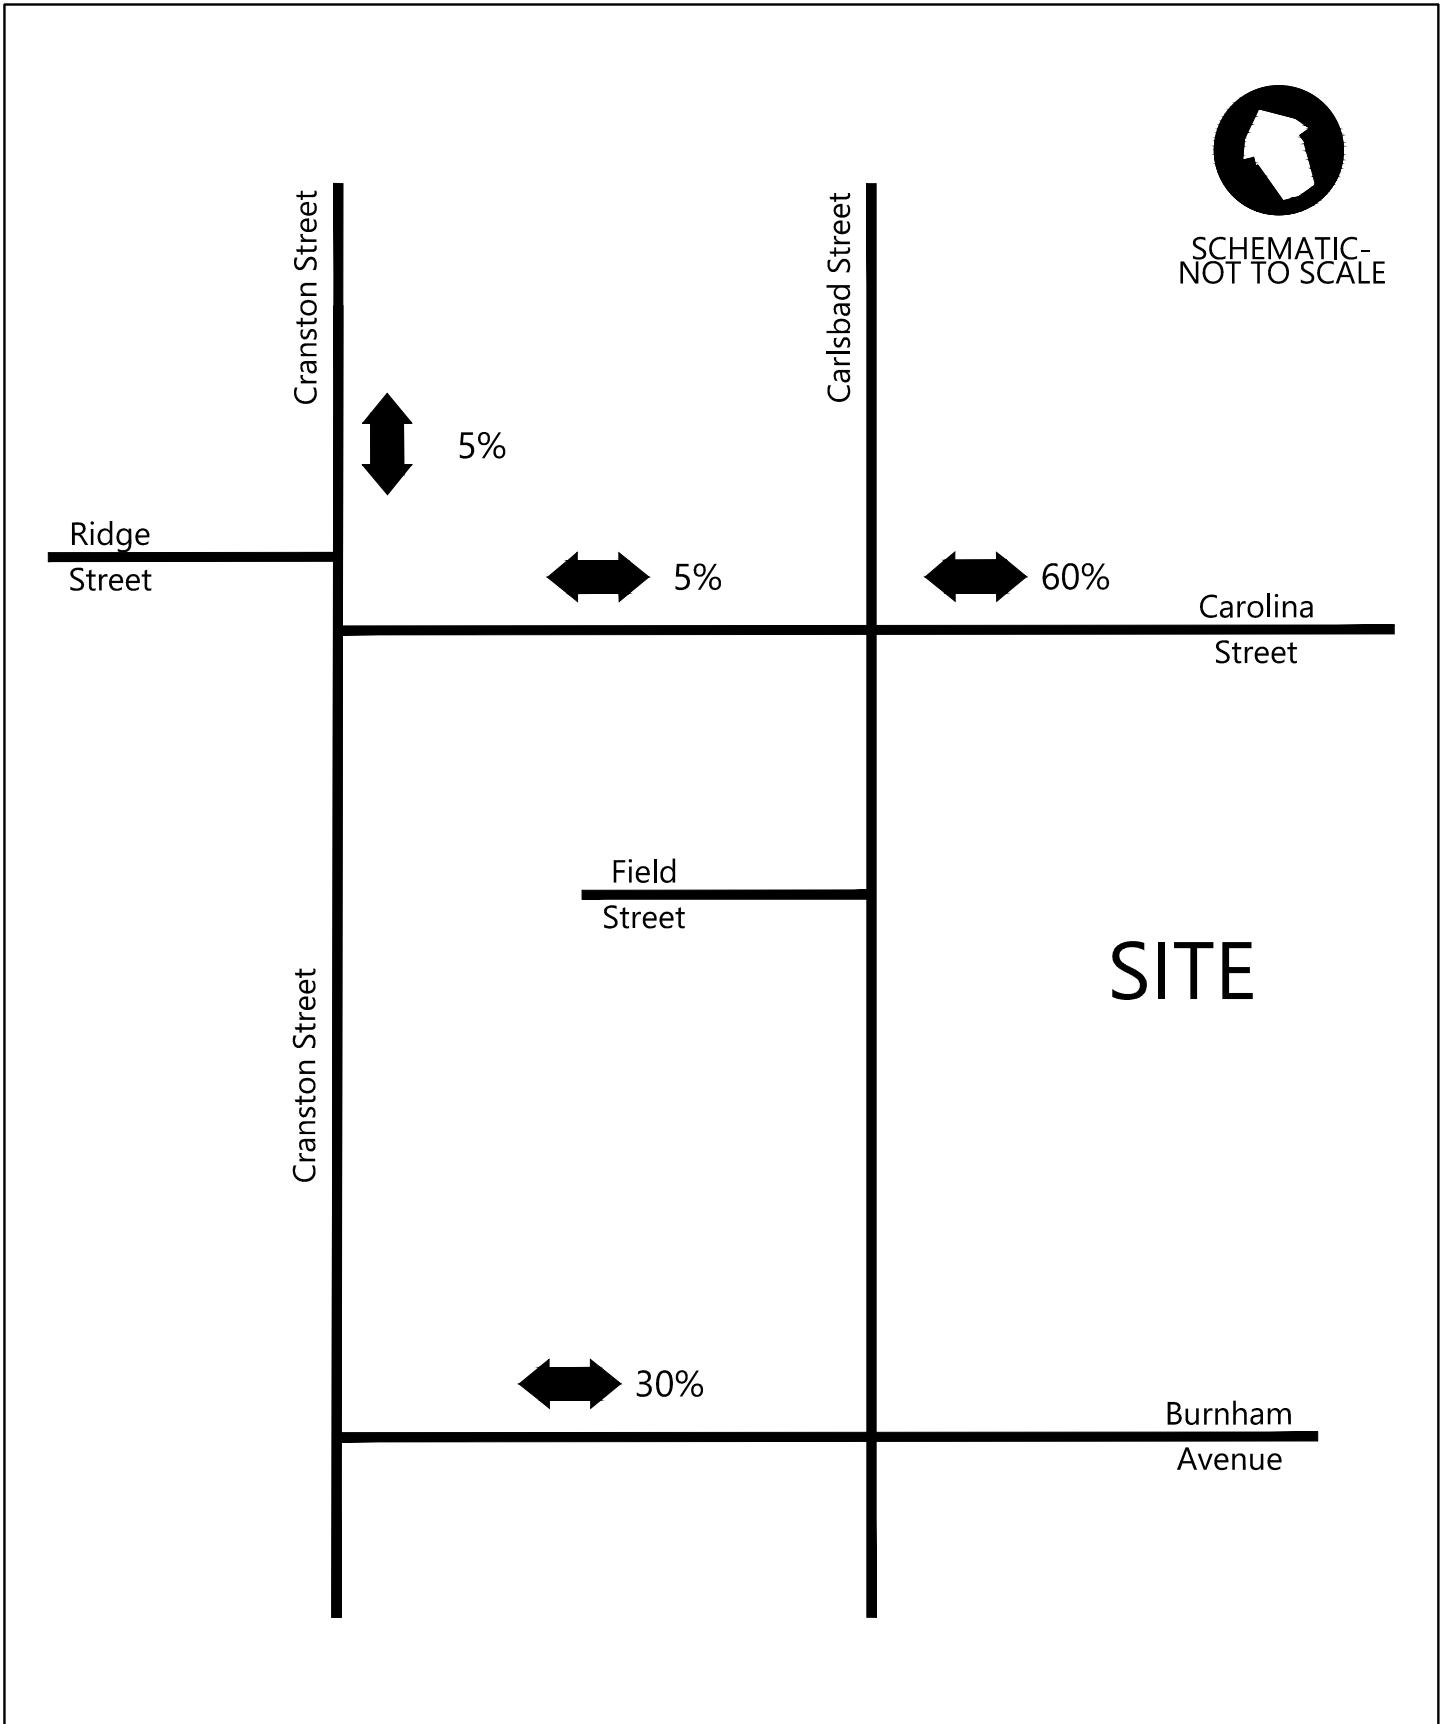 Cranston Street
Carlsbad Street
SCHEMATIC-
NOT TO SCALE
5%
Ridge
Street
5%
60%
Carolina
Street
Field
Street
SITE
Cranston Street
30%
Burnham
Avenue